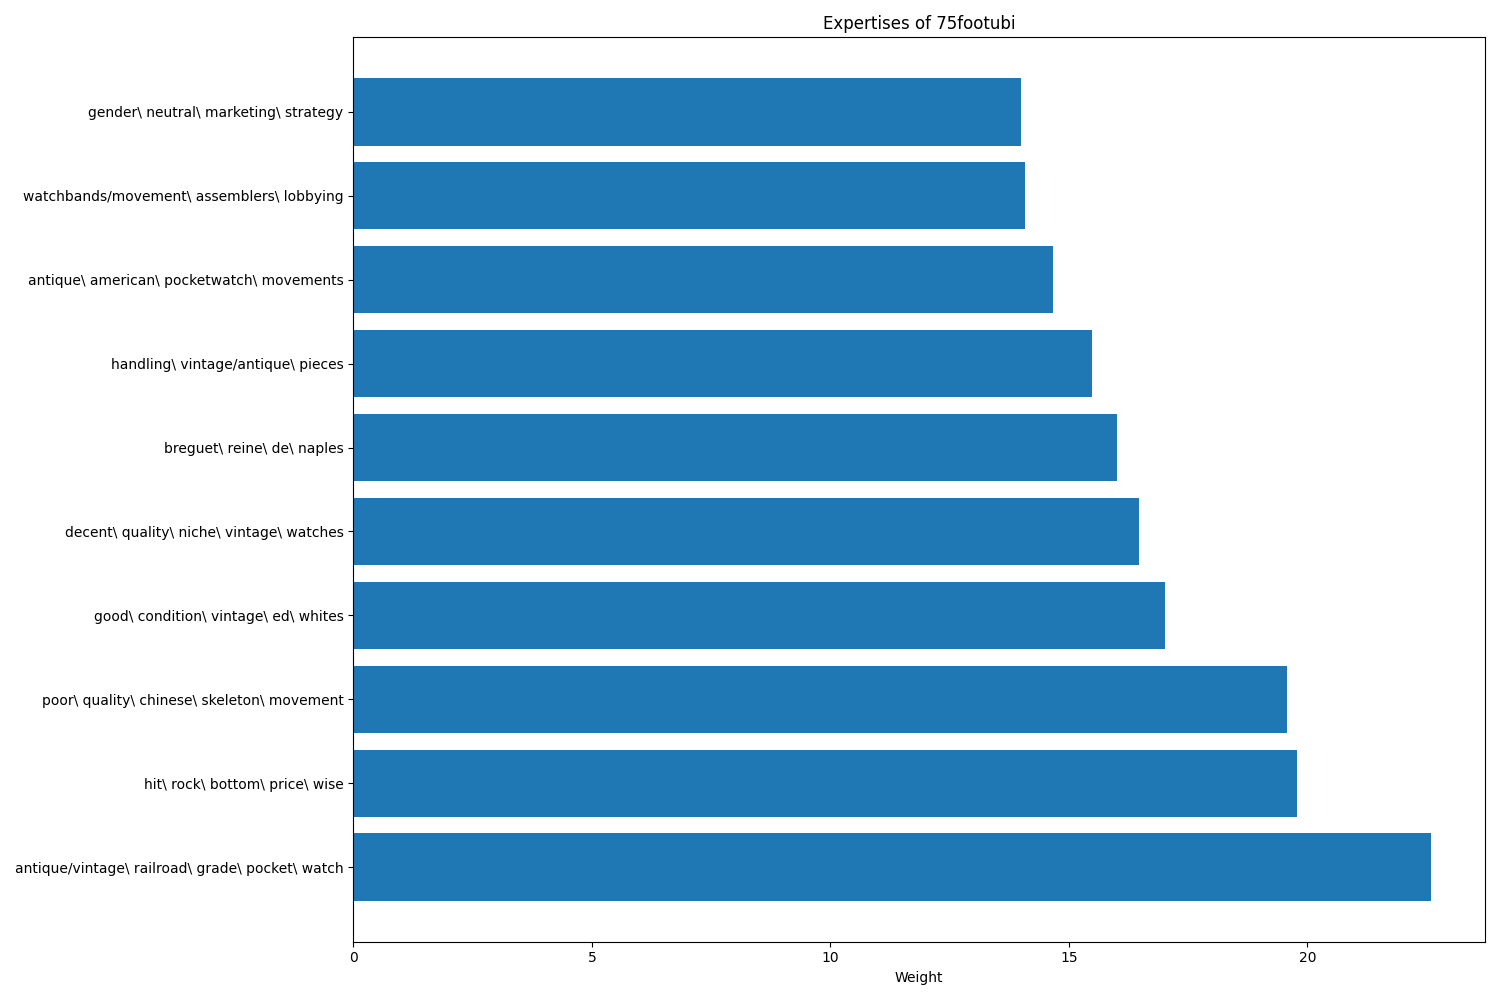 Expertises of 75footubi
gender\ neutral\ marketing\ strategy
watchbands/movement\ assemblers\ lobbying
antique\ american\ pocketwatch\ movements
handling\ vintage/antique\ pieces
breguet\ reine\ de\ naples
decent\ quality\ niche\ vintage\ watches
good\ condition\ vintage\ ed\ whites
poor\ quality\ chinese\ skeleton\ movement
hit\ rock\ bottom\ price\ wise
antique/vintage\ railroad\ grade\ pocket\ watch
0 5 10 15 20
Weight